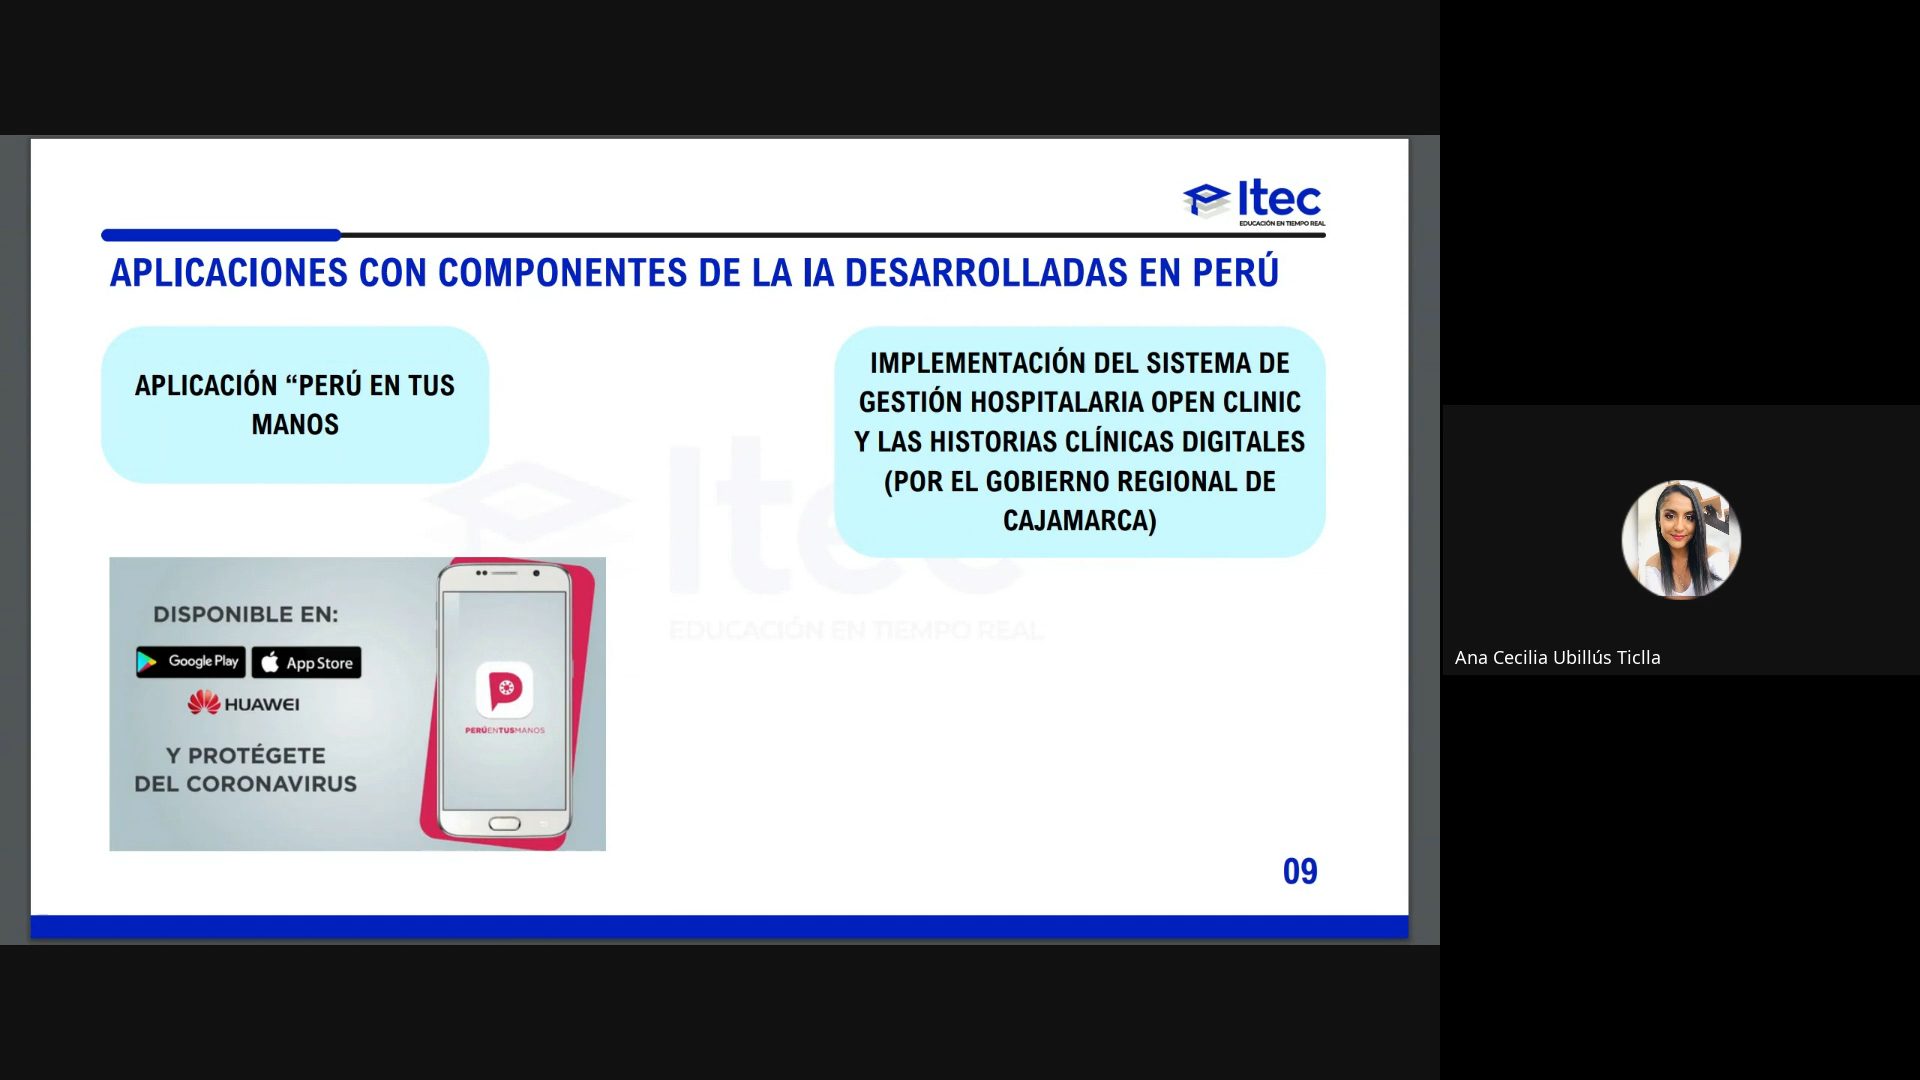 Itec
EDUCACIÓN EN TIEMPO REAL
APLICACIONES CON COMPONENTES DE LA IA DESARROLLADAS EN PERÚ
APLICACIÓN “PERÚ EN TUS
MANOS
IMPLEMENTACIÓN DEL SISTEMA DE
GESTIÓN HOSPITALARIA OPEN CLINIC
Y LAS HISTORIAS CLÍNICAS DIGITALES
(POR EL GOBIERNO REGIONAL DE
CAJAMARCA)
Itec
EDUCACIÓN EN TIEMPO REAL
DISPONIBLE EN:
Google Play
App Store
HUAWEI
Y PROTÉGETE
DEL CORONAVIRUS
PERÚENTUSMANOS
09
Ana Cecilia Ubillús Ticlla